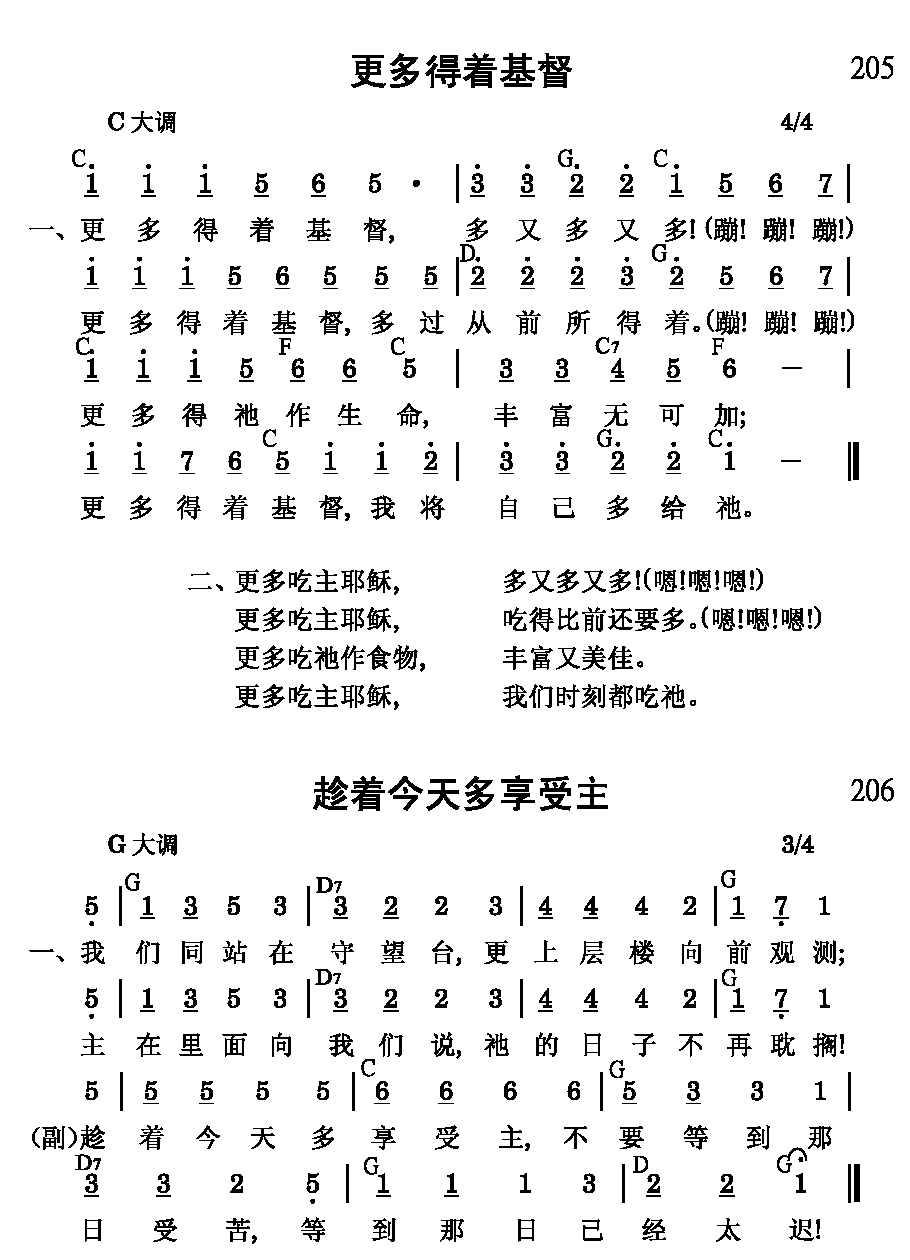 更多得着基督 205
C 大调 4/4
C G C
1 1 1 5 6 5 · | 3 3 2 2 1 5 6 7 |
一、更多得着基督, 多又多又多!(蹦! 蹦! 蹦!)
D G
1 1 1 5 6 5 5 5 | 2 2 2 3 2 5 6 7 |
更多得着基督,多过从前所得着。(蹦! 蹦! 蹦!)
C F C C7 F
1 1 1 5 6 6 5 | 3 3 4 5 6 — |
更多得祂作生命, 丰富无可加;
C G C
1 1 7 6 5 1 1 2 | 3 3 2 2 1 — ‖
更多得着基督,我将自己多给祂。
二、更多吃主耶稣, 多又多又多!(嗯!嗯!嗯!)
更多吃主耶稣, 吃得比前还要多。(嗯!嗯!嗯!)
更多吃祂作食物, 丰富又美佳。
更多吃主耶稣, 我们时刻都吃祂。
趁着今天多享受主 206
G 大调 3/4
G D7 G
5 | 1 3 5 3 | 3 2 2 3 | 4 4 4 2 | 1 7 1
一、我们同站在守望台,更上层楼向前观测;
D7 G
5 | 1 3 5 3 | 3 2 2 3 | 4 4 4 2 | 1 7 1
主在里面向我们说,祂的日子不再耽搁!
C G
5 | 5 5 5 5 | 6 6 6 6 | 5 3 3 1 |
(副)趁着今天多享受主,不要等到那
D7 G D G
3 3 2 5 | 1 1 1 3 | 2 2 1 ‖
日受苦,等到那日已经太迟!